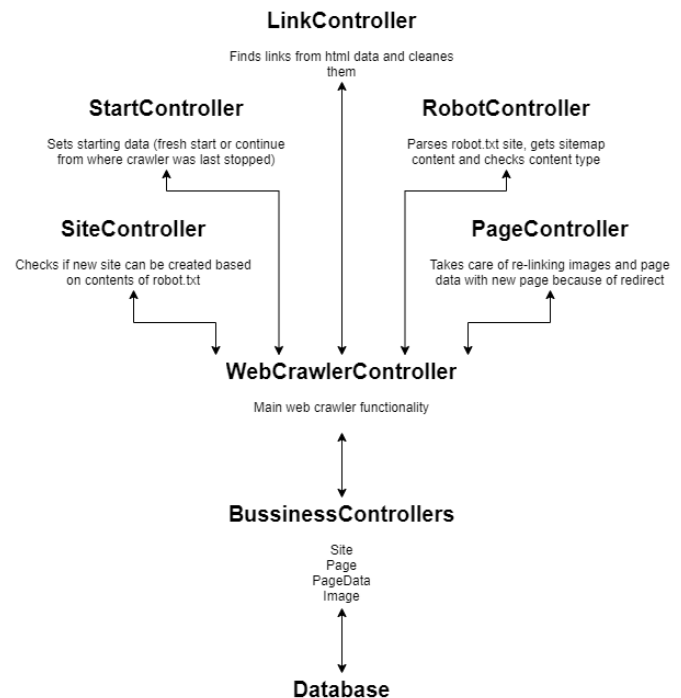 LinkController
Finds links from html data and cleanes
them
StartController
Sets starting data (fresh start or continue
from where crawler was last stopped)
RobotController
Parses robot.txt site, gets sitemap
content and checks content type
SiteController
Checks if new site can be created based
on contents of robot.txt
PageController
Takes care of re-linking images and page
data with new page because of redirect
WebCrawlerController
Main web crawler functionality
BussinessControllers
Site
Page
PageData
Image
Database